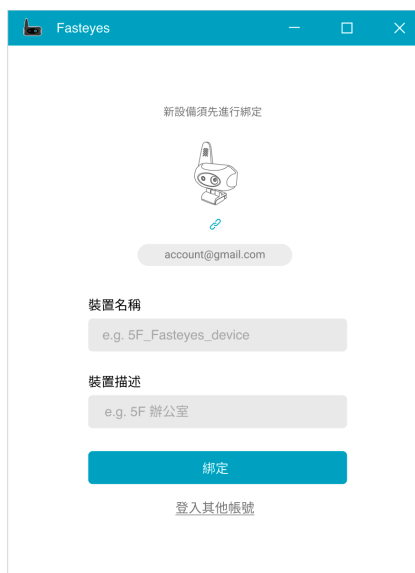 Fasteyes
新設備須先進行綁定
account@gmail.com
裝置名稱
e.g. 5F_Fasteyes_device
裝置描述
e.g. 5F 辦公室
綁定
登入其他帳號